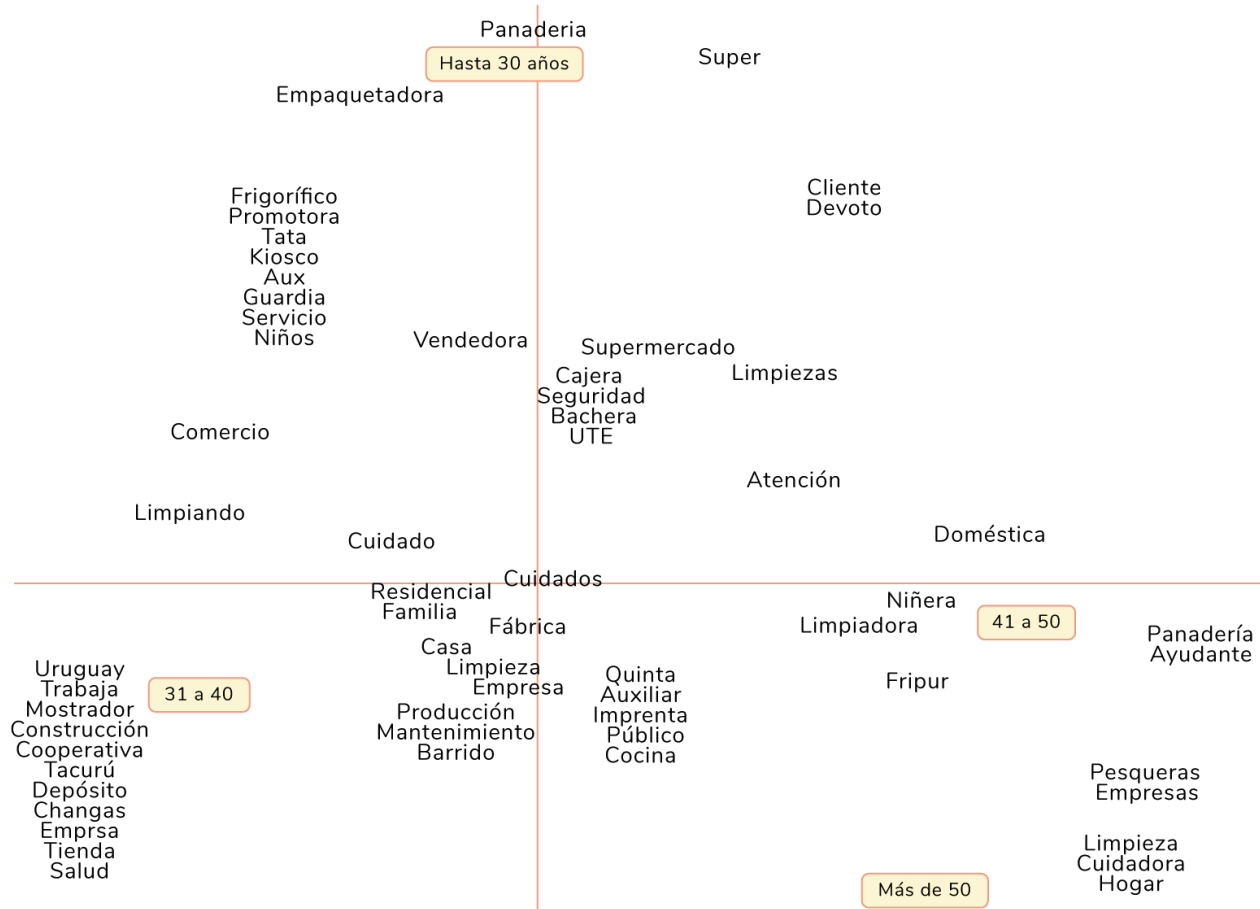 Panaderia
Hasta 30 años
Super
Empaquetadora
Cliente
Devoto
Frigorífico
Promotora
Tata
Kiosco
Aux
Guardia
Servicio
Niños
Vendedora
Supermercado
Cajera
Seguridad
Bachera
UTE
Limpiezas
Comercio
Atención
Limpiando
Cuidado
Doméstica
Cuidados
Residencial
Familia
Fábrica
Casa
Limpieza
Empresa
Producción
Mantenimiento
Barrido
Niñera
Limpiadora
41 a 50
Panadería
Ayudante
Uruguay
Trabaja
Mostrador
Construcción
Cooperativa
Tacurú
Depósito
Changas
Emprsa
Tienda
Salud
31 a 40
Quinta
Auxiliar
Imprenta
Público
Cocina
Fripur
Pesqueras
Empresas
Limpieza
Cuidadora
Hogar
Más de 50